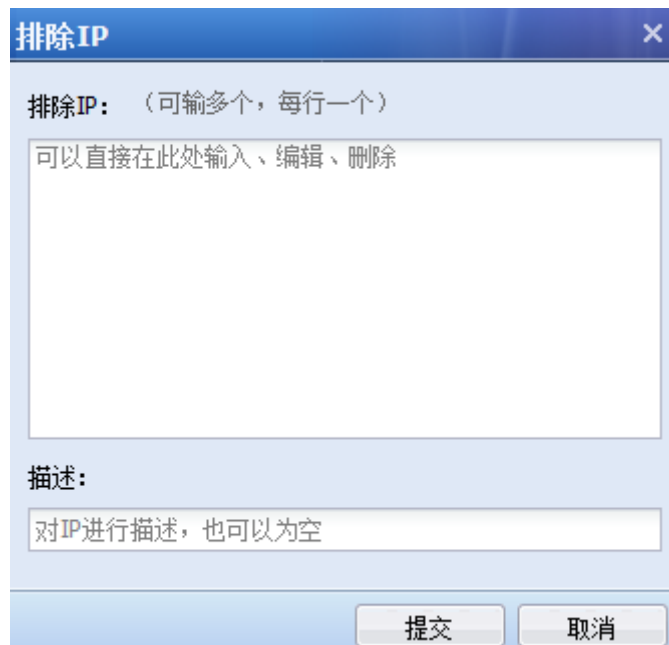 排除IP
排除IP： （可输多个，每行一个）
可以直接在此处输入、编辑、删除
描述：
对IP进行描述，也可以为空
提交 取消